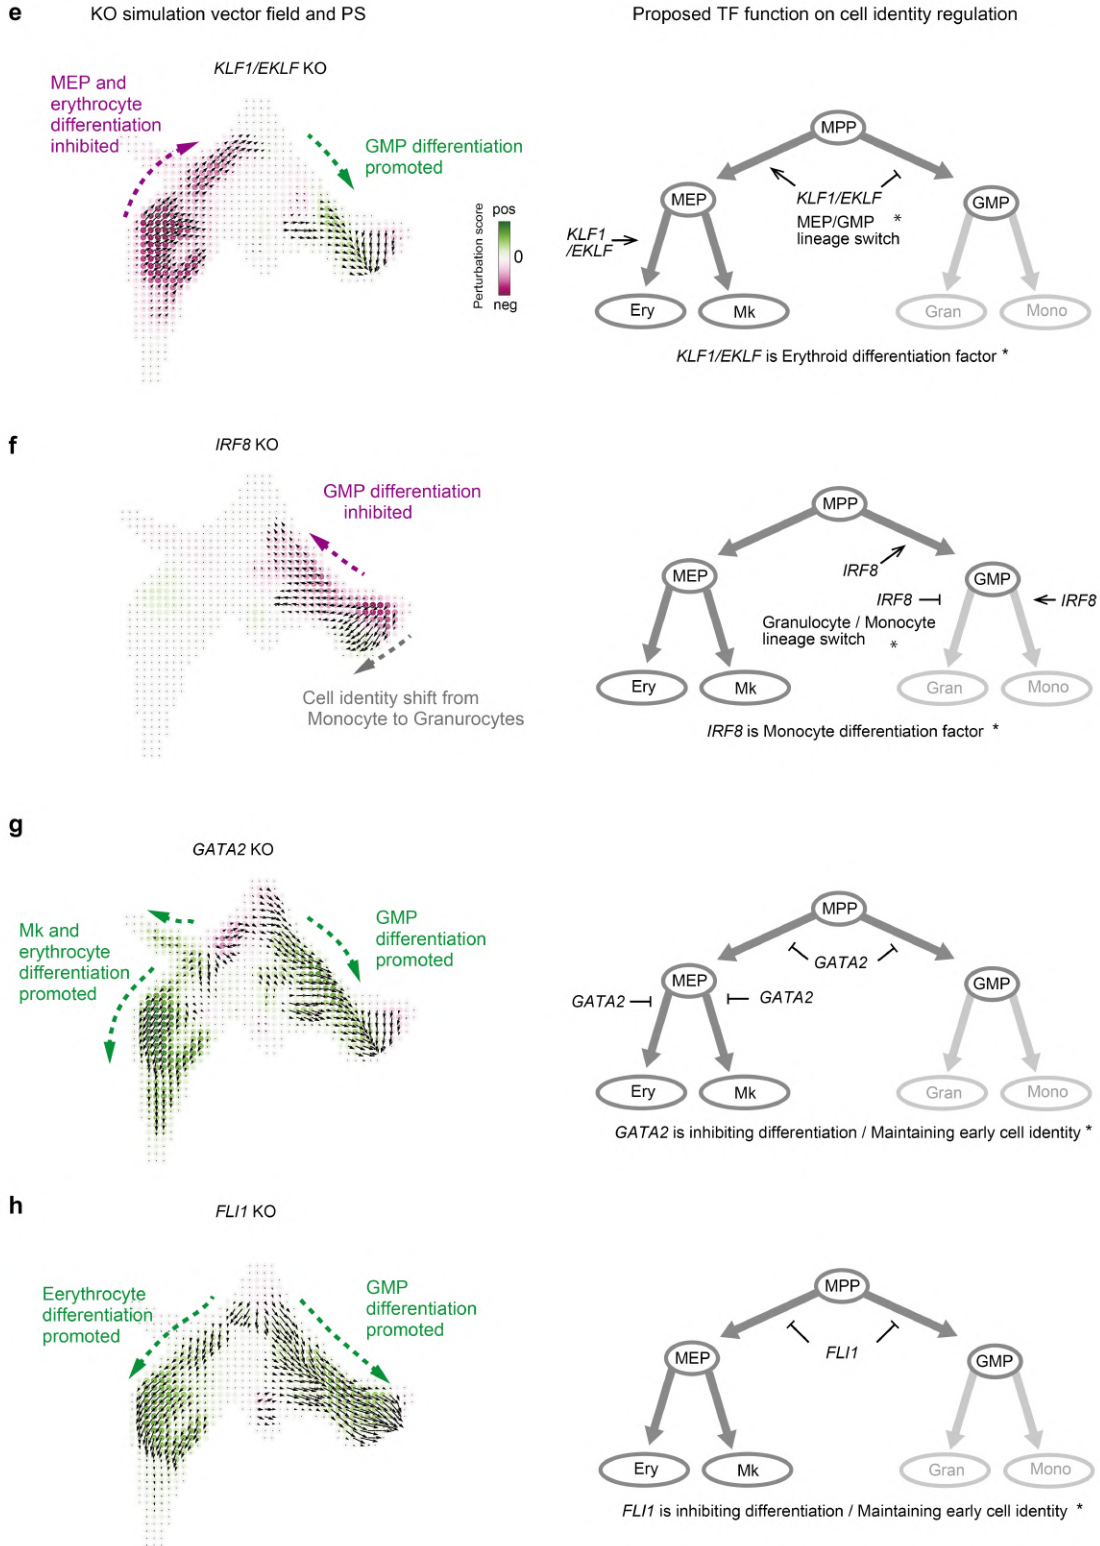 e
KO simulation vector field and PS
Proposed TF function on cell identity regulation
KLF1/EKLF KO
MEP and
erythrocyte
differentiation
inhibited
GMP differentiation
promoted
Perturbation score
pos
0
neg
MPP
MEP
GMP
KLF1/EKLF
MEP/GMP *
lineage switch
KLF1
/EKLF
Ery
Mk
Gran
Mono
KLF1/EKLF is Erythroid differentiation factor *
f
IRF8 KO
GMP differentiation
inhibited
Cell identity shift from
Monocyte to Granurocytes
MPP
MEP
GMP
IRF8
IRF8
IRF8
Granulocyte / Monocyte
lineage switch *
Ery
Mk
Gran
Mono
IRF8 is Monocyte differentiation factor *
g
GATA2 KO
Mk and
erythrocyte
differentiation
promoted
GMP
differentiation
promoted
MPP
MEP
GMP
GATA2
GATA2
GATA2
Ery
Mk
Gran
Mono
GATA2 is inhibiting differentiation / Maintaining early cell identity *
h
FLI1 KO
Eerythrocyte
differentiation
promoted
GMP
differentiation
promoted
MPP
MEP
GMP
FLI1
Ery
Mk
Gran
Mono
FLI1 is inhibiting differentiation / Maintaining early cell identity *